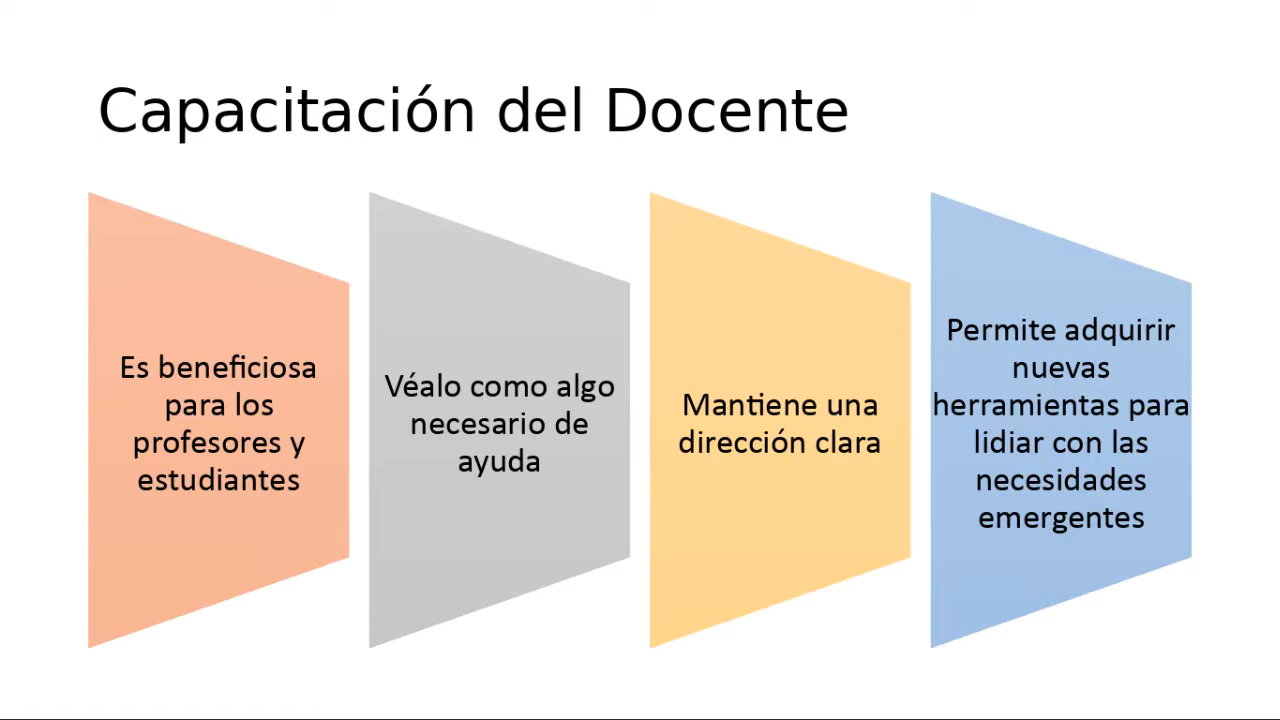 Capacitación del Docente
Es beneficiosa
para los
profesores y
estudiantes
Véalo como algo
necesario de
ayuda
Mantiene una
dirección clara
Permite adquirir
nuevas
herramientas para
lidiar con las
necesidades
emergentes